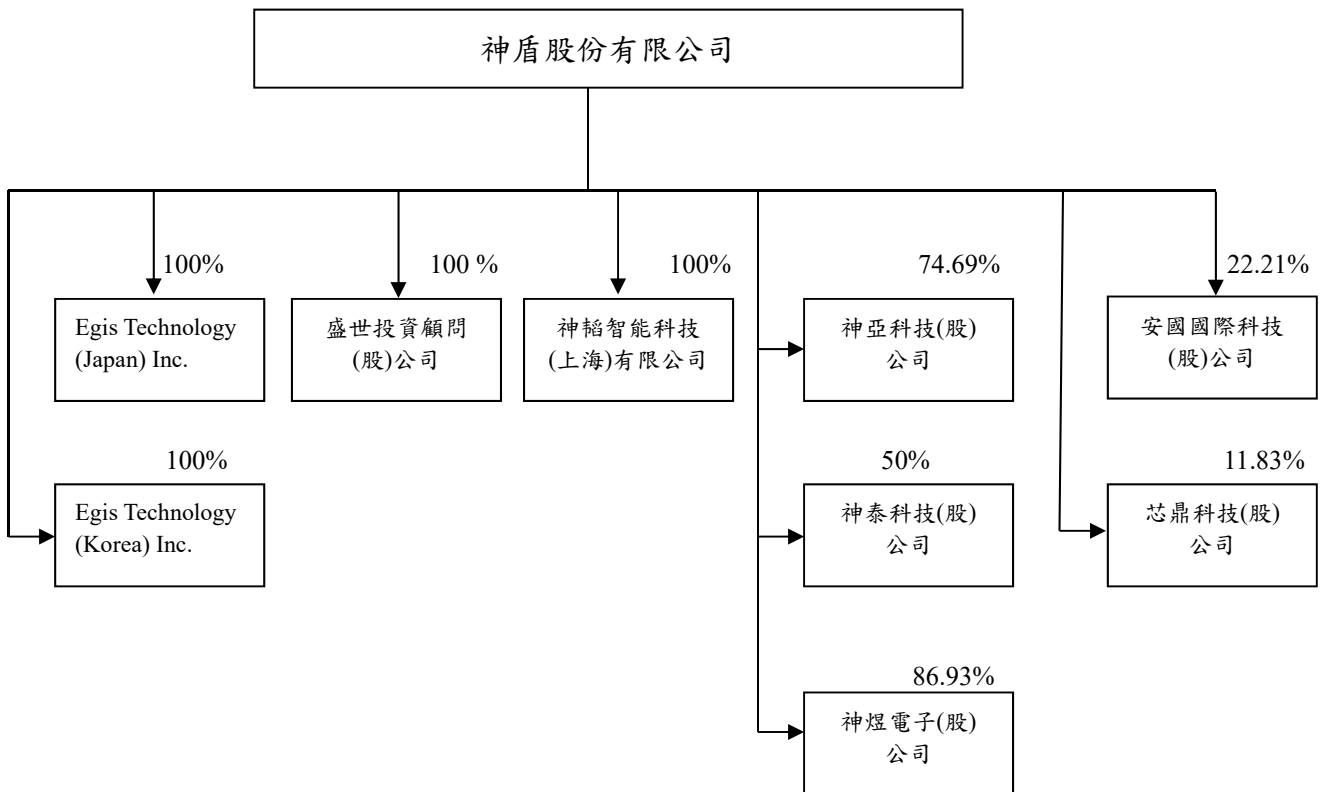 神盾股份有限公司
100%
100 %
100%
74.69%
22.21%
Egis Technology
(Japan) Inc.
盛世投資顧問
(股)公司
神韜智能科技
(上海)有限公司
神亞科技(股)
公司
安國國際科技
(股)公司
100%
50%
11.83%
Egis Technology
(Korea) Inc.
神泰科技(股)
公司
芯鼎科技(股)
公司
86.93%
神煜電子(股)
公司